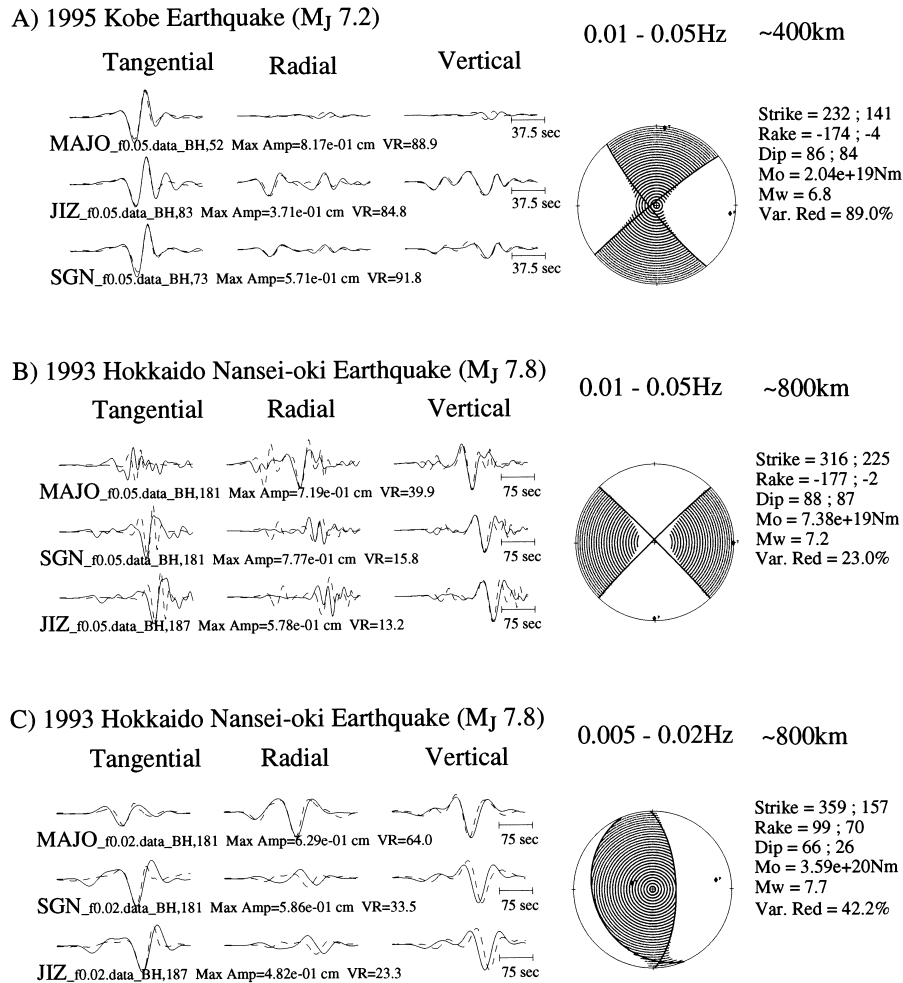 A) 1995 Kobe Earthquake (MJ 7.2)
0.01 - 0.05Hz ~400km
Tangential Radial Vertical
37.5 sec
MAJO_f0.05.data_BH,52 Max Amp=8.17e-01 cm VR=88.9
37.5 sec
JIZ_f0.05.data_BH,83 Max Amp=3.71e-01 cm VR=84.8
37.5 sec
SGN_f0.05.data_BH,73 Max Amp=5.71e-01 cm VR=91.8
Strike = 232 ; 141
Rake = -174 ; -4
Dip = 86 ; 84
Mo = 2.04e+19Nm
Mw = 6.8
Var. Red = 89.0%
B) 1993 Hokkaido Nansei-oki Earthquake (MJ 7.8)
0.01 - 0.05Hz ~800km
Tangential Radial Vertical
MAJO_f0.05.data_BH,181 Max Amp=7.19e-01 cm VR=39.9
75 sec
SGN_f0.05.data_BH,181 Max Amp=7.77e-01 cm VR=15.8
75 sec
JIZ_f0.05.data_BH,187 Max Amp=5.78e-01 cm VR=13.2
75 sec
Strike = 316 ; 225
Rake = -177 ; -2
Dip = 88 ; 87
Mo = 7.38e+19Nm
Mw = 7.2
Var. Red = 23.0%
C) 1993 Hokkaido Nansei-oki Earthquake (MJ 7.8)
0.005 - 0.02Hz ~800km
Tangential Radial Vertical
MAJO_f0.02.data_BH,181 Max Amp=6.29e-01 cm VR=64.0
75 sec
SGN_f0.02.data_BH,181 Max Amp=5.86e-01 cm VR=33.5
75 sec
JIZ_f0.02.data_BH,187 Max Amp=4.82e-01 cm VR=23.3
75 sec
Strike = 359 ; 157
Rake = 99 ; 70
Dip = 66 ; 26
Mo = 3.59e+20Nm
Mw = 7.7
Var. Red = 42.2%